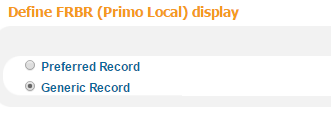 Define FRBR (Primo Local) display
Preferred Record
Generic Record